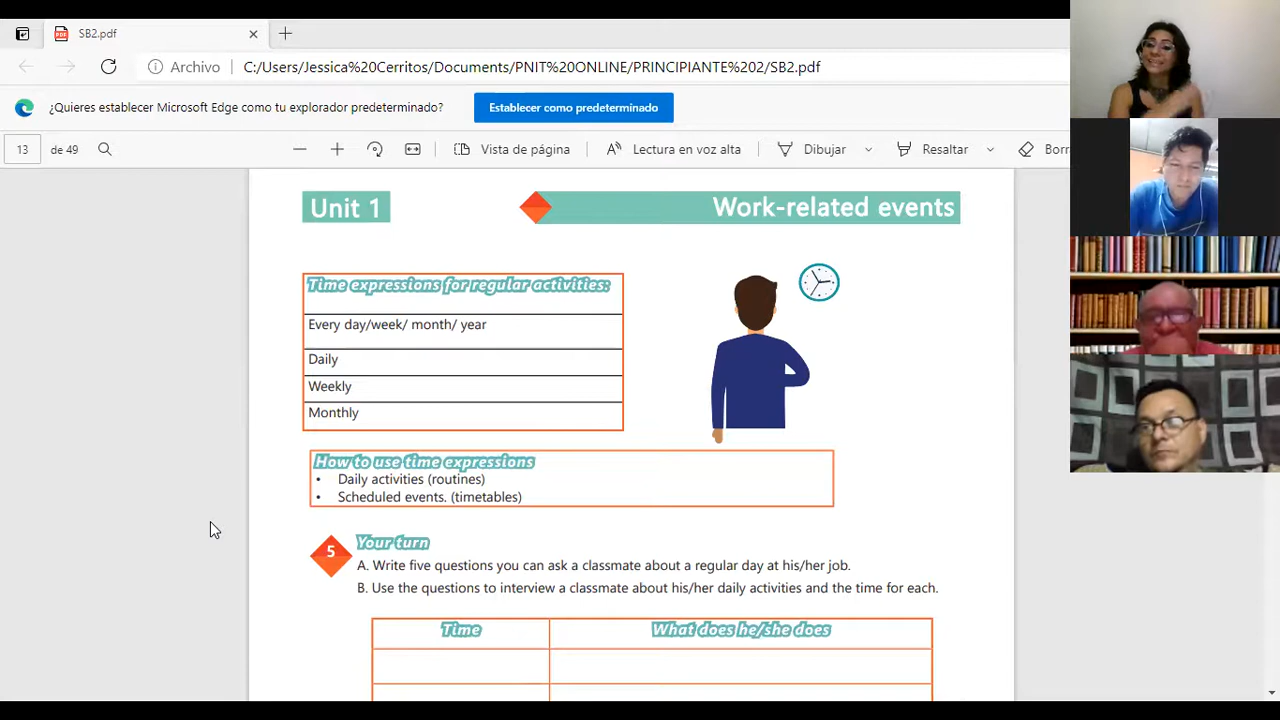 SB2.pdf
Archivo C:/Users/Jessica%20Cerritos/Documents/PNIT%20ONLINE/PRINCIPIANTE%202/SB2.pdf
¿Quieres establecer Microsoft Edge como tu explorador predeterminado? Establecer como predeterminado
13 de 49 Vista de página Lectura en voz alta Dibujar Resaltar Borr
Unit 1 Work-related events
Time expressions for regular activities:
Every day/week/ month/ year
Daily
Weekly
Monthly
How to use time expressions
• Daily activities (routines)
• Scheduled events. (timetables)
5 Your turn
A. Write five questions you can ask a classmate about a regular day at his/her job.
B. Use the questions to interview a classmate about his/her daily activities and the time for each.
Time What does he/she does